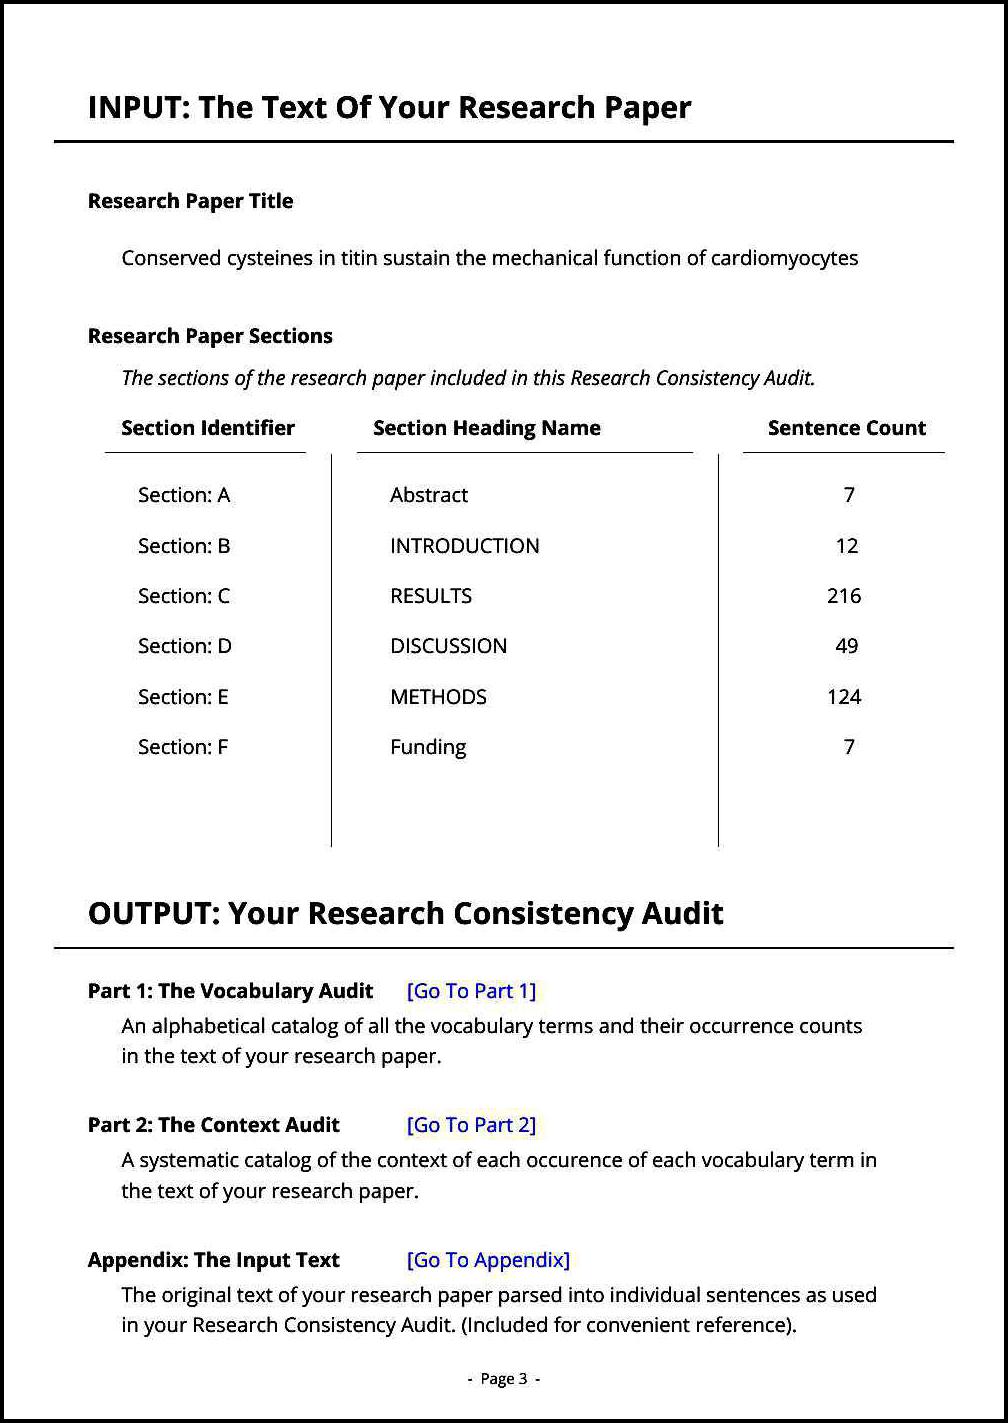 INPUT: The Text Of Your Research Paper
Research Paper Title
Conserved cysteines in titin sustain the mechanical function of cardiomyocytes
Research Paper Sections
The sections of the research paper included in this Research Consistency Audit.
Section Identifier Section Heading Name Sentence Count
Section: A Abstract 7
Section: B INTRODUCTION 12
Section: C RESULTS 216
Section: D DISCUSSION 49
Section: E METHODS 124
Section: F Funding 7
OUTPUT: Your Research Consistency Audit
Part 1: The Vocabulary Audit [Go To Part 1]
An alphabetical catalog of all the vocabulary terms and their occurrence counts
in the text of your research paper.
Part 2: The Context Audit [Go To Part 2]
A systematic catalog of the context of each occurence of each vocabulary term in
the text of your research paper.
Appendix: The Input Text [Go To Appendix]
The original text of your research paper parsed into individual sentences as used
in your Research Consistency Audit. (Included for convenient reference).
- Page 3 -